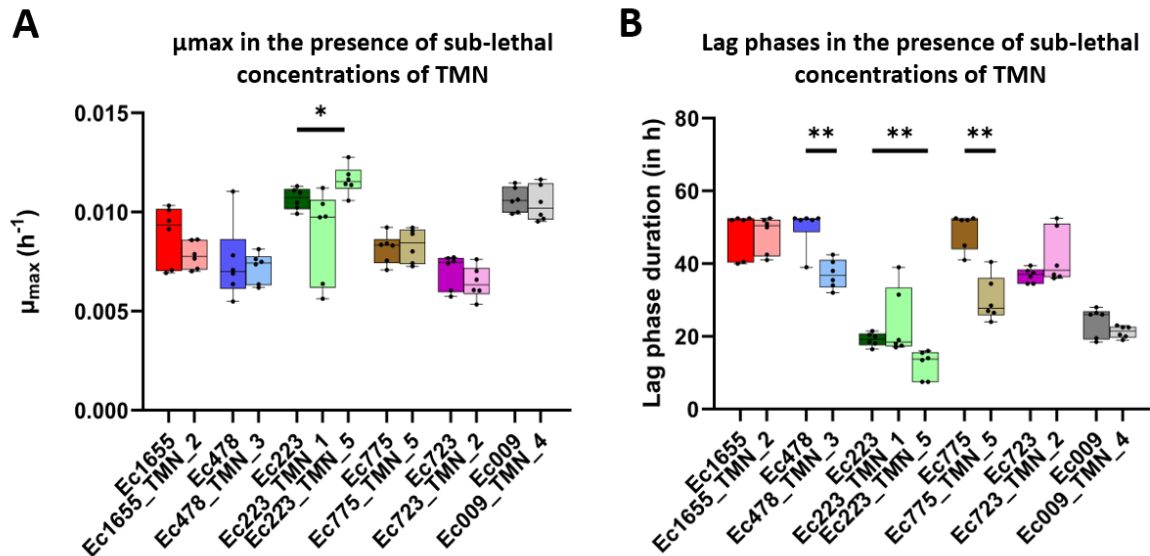 A
μmax in the presence of sub-lethal
concentrations of TMN
μmax (h⁻¹)
0.015
0.010
0.005
0.000
*
Ec1655
Ec1655_TMN_2
Ec478
Ec478_TMN_3
Ec223
Ec223_TMN_1
Ec223_TMN_5
Ec775
Ec775_TMN_5
Ec723
Ec723_TMN_2
Ec009
Ec009_TMN_4
B
Lag phases in the presence of sub-lethal
concentrations of TMN
Lag phase duration (in h)
80
60
40
20
0
** ** **
Ec1655
Ec1655_TMN_2
Ec478
Ec478_TMN_3
Ec223
Ec223_TMN_1
Ec223_TMN_5
Ec775
Ec775_TMN_5
Ec723
Ec723_TMN_2
Ec009
Ec009_TMN_4